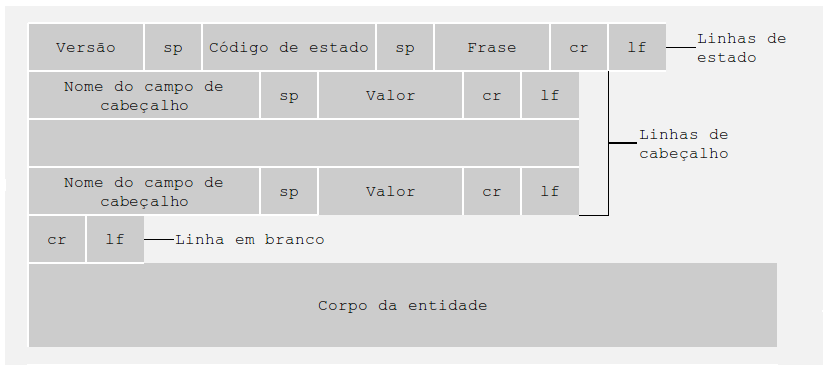 Versão sp Código de estado sp Frase cr lf
Linhas de
estado
Nome do campo de
cabeçalho
sp Valor cr lf
Linhas de
cabeçalho
Nome do campo de
cabeçalho
sp Valor cr lf
cr lf Linha em branco
Corpo da entidade